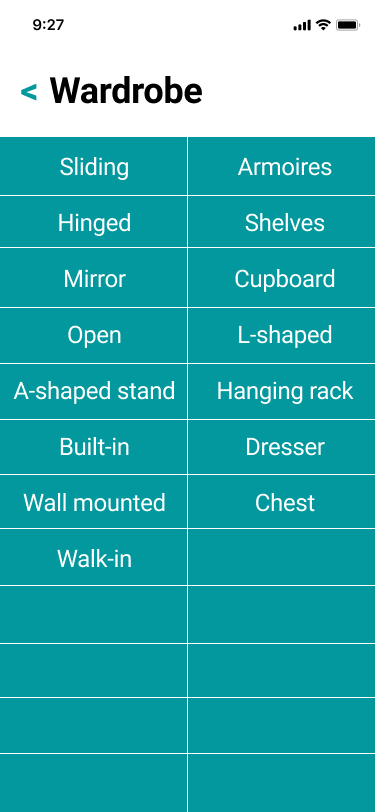 9:27
< Wardrobe
Sliding Armoires
Hinged Shelves
Mirror Cupboard
Open L-shaped
A-shaped stand Hanging rack
Built-in Dresser
Wall mounted Chest
Walk-in